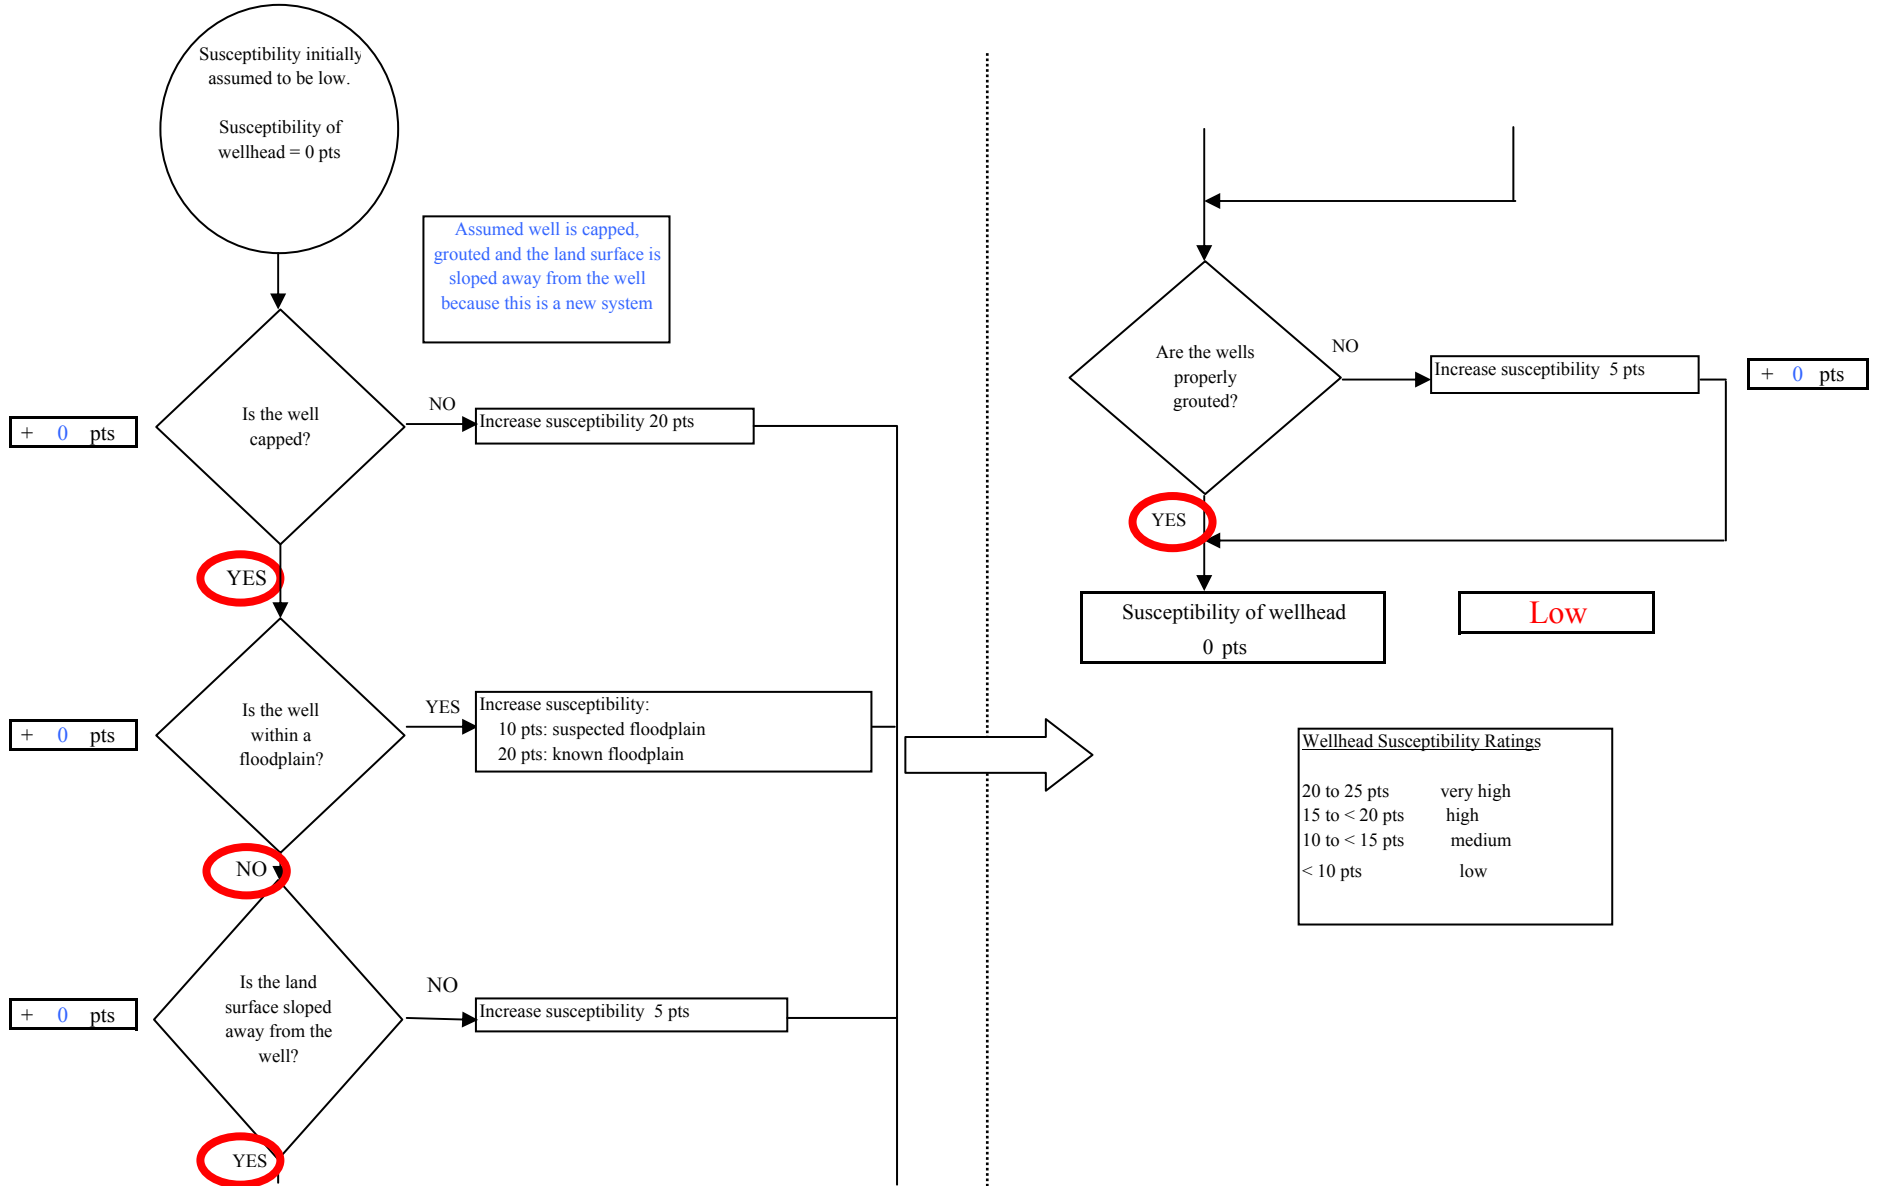 Susceptibility initially
assumed to be low.
Susceptibility of
wellhead = 0 pts
Assumed well is capped,
grouted and the land surface is
sloped away from the well
because this is a new system
+ 0 pts
Is the well
capped?
NO
Increase susceptibility 20 pts
YES
+ 0 pts
Is the well
within a
floodplain?
YES
Increase susceptibility:
10 pts: suspected floodplain
20 pts: known floodplain
NO
+ 0 pts
Is the land
surface sloped
away from the
well?
NO
Increase susceptibility 5 pts
YES
Are the wells
properly
grouted?
NO
Increase susceptibility 5 pts
+ 0 pts
YES
Susceptibility of wellhead
0 pts
Low
Wellhead Susceptibility Ratings
20 to 25 pts very high
15 to < 20 pts high
10 to < 15 pts medium
< 10 pts low